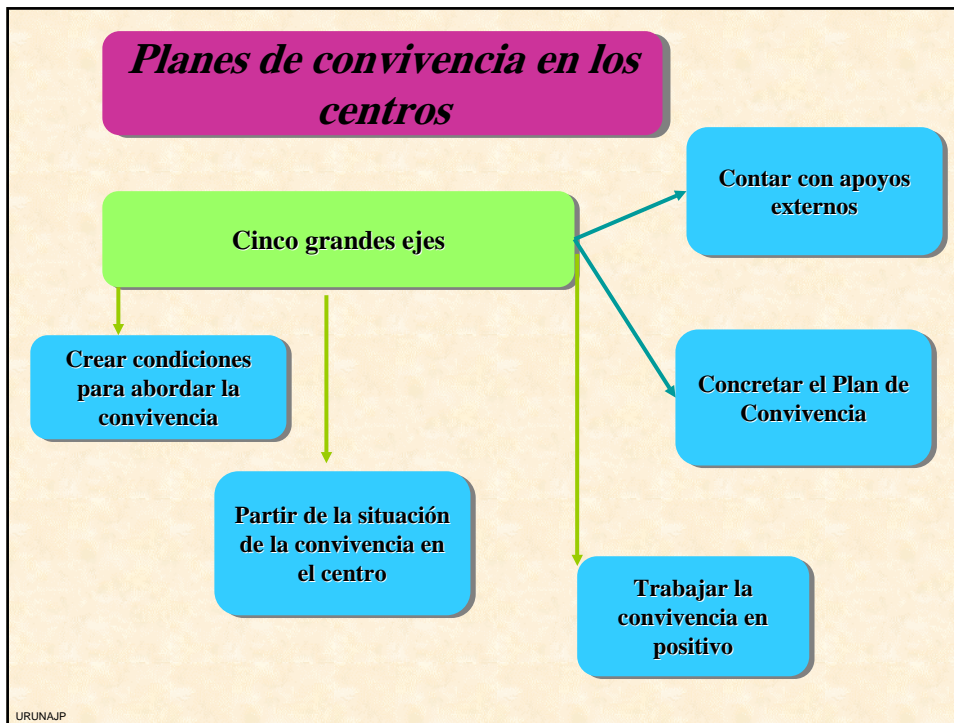 Planes de convivencia en los
centros
Cinco grandes ejes
Contar con apoyos
externos
Crear condiciones
para abordar la
convivencia
Concretar el Plan de
Convivencia
Partir de la situación
de la convivencia en
el centro
Trabajar la
convivencia en
positivo
URUNAJP